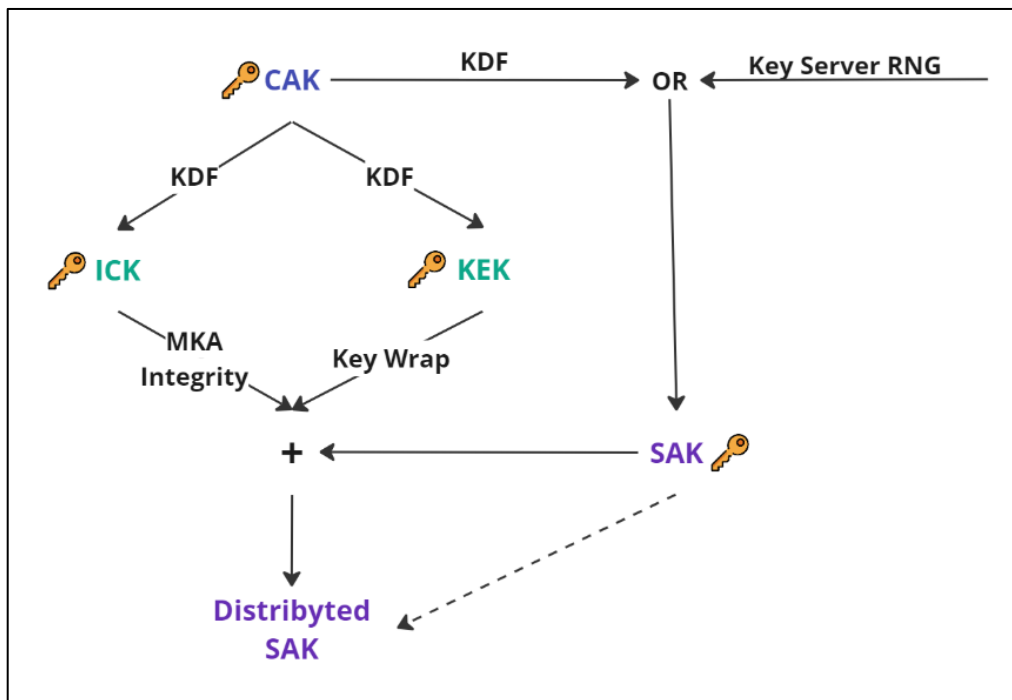 CAK
KDF
OR
Key Server RNG
KDF
KDF
ICK
KEK
MKA
Integrity
Key Wrap
+
SAK
Distribyted
SAK